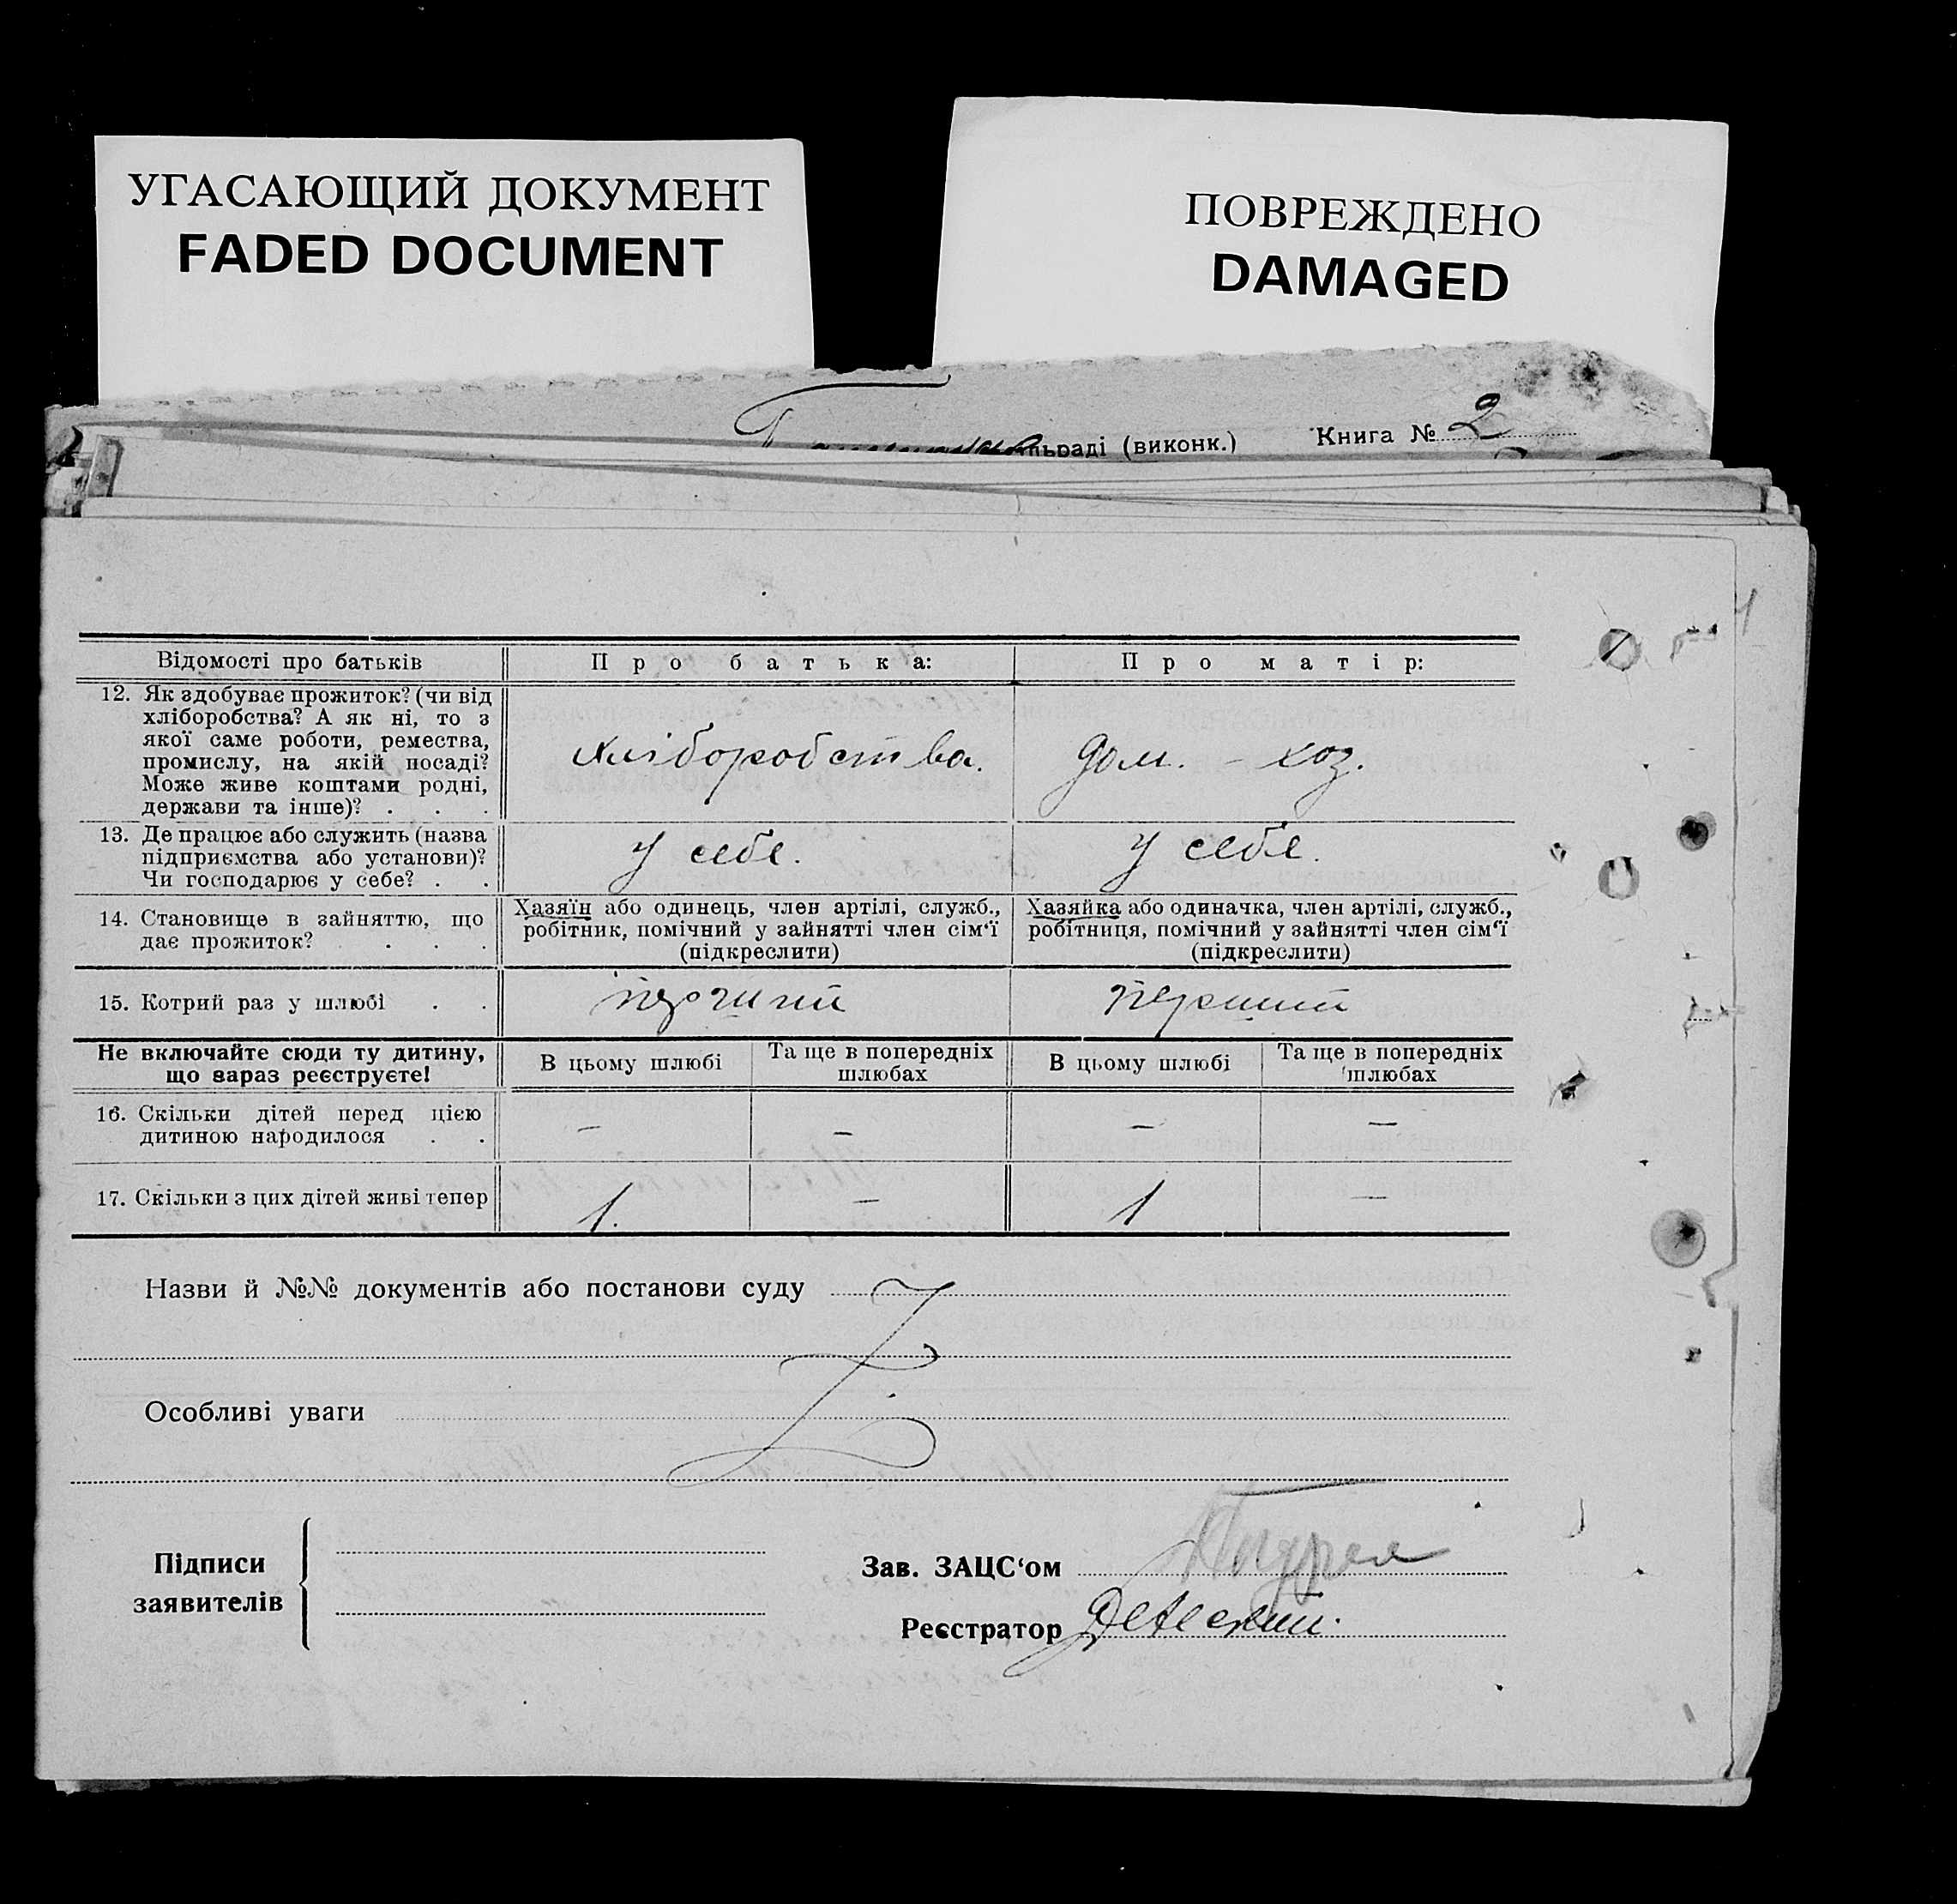 УГАСАЮЩИЙ ДОКУМЕНТ
FADED DOCUMENT
ПОВРЕЖДЕНО
DAMAGED
льраді (виконк.) Книга № 2
Відомості про батьків Про батька: Про матір:
12. Як здобуває прожиток? (чи від
хліборобства? А як ні, то з
якої саме роботи, ремества,
промислу, на якій посаді?
Може живе коштами родні,
держави та інше)? . . .
хліборобства. дом. - хоз.
13. Де працює або служить (назва
підприємства або установи)?
Чи господарює у себе? . .
у себе. у себе.
14. Становище в зайняттю, що
дає прожиток? . . .
Хазяїн або одинець, член артілі, служб.,
робітник, помічний у зайнятті член сім‘ї
(підкреслити)
Хазяйка або одиначка, член артілі, служб.,
робітниця, помічний у зайнятті член сім‘ї
(підкреслити)
15. Котрий раз у шлюбі . . перший перший
Не включайте сюди ту дитину,
що зараз реєструєте!
В цьому шлюбі
Та ще в попередніх
шлюбах
В цьому шлюбі
Та ще в попередніх
шлюбах
16. Скільки дітей перед цією
дитиною народилося . .
— — — —
17. Скільки з цих дітей живі тепер 1. — 1 —
Назви й №№ документів або постанови суду
Особливі уваги
Підписи
заявителів
Зав. ЗАЦС‘ом
Реєстратор